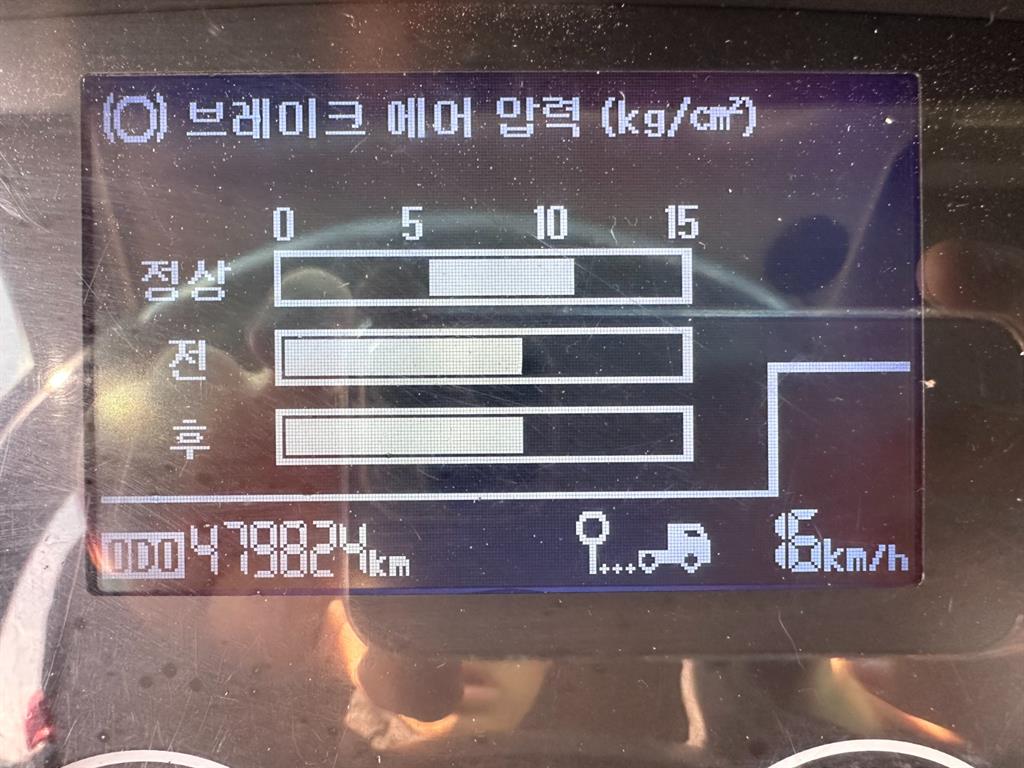 브레이크 에어 압력 (kg/㎠)
0 5 10 15
정상
전
후
ODO 479824km 16km/h